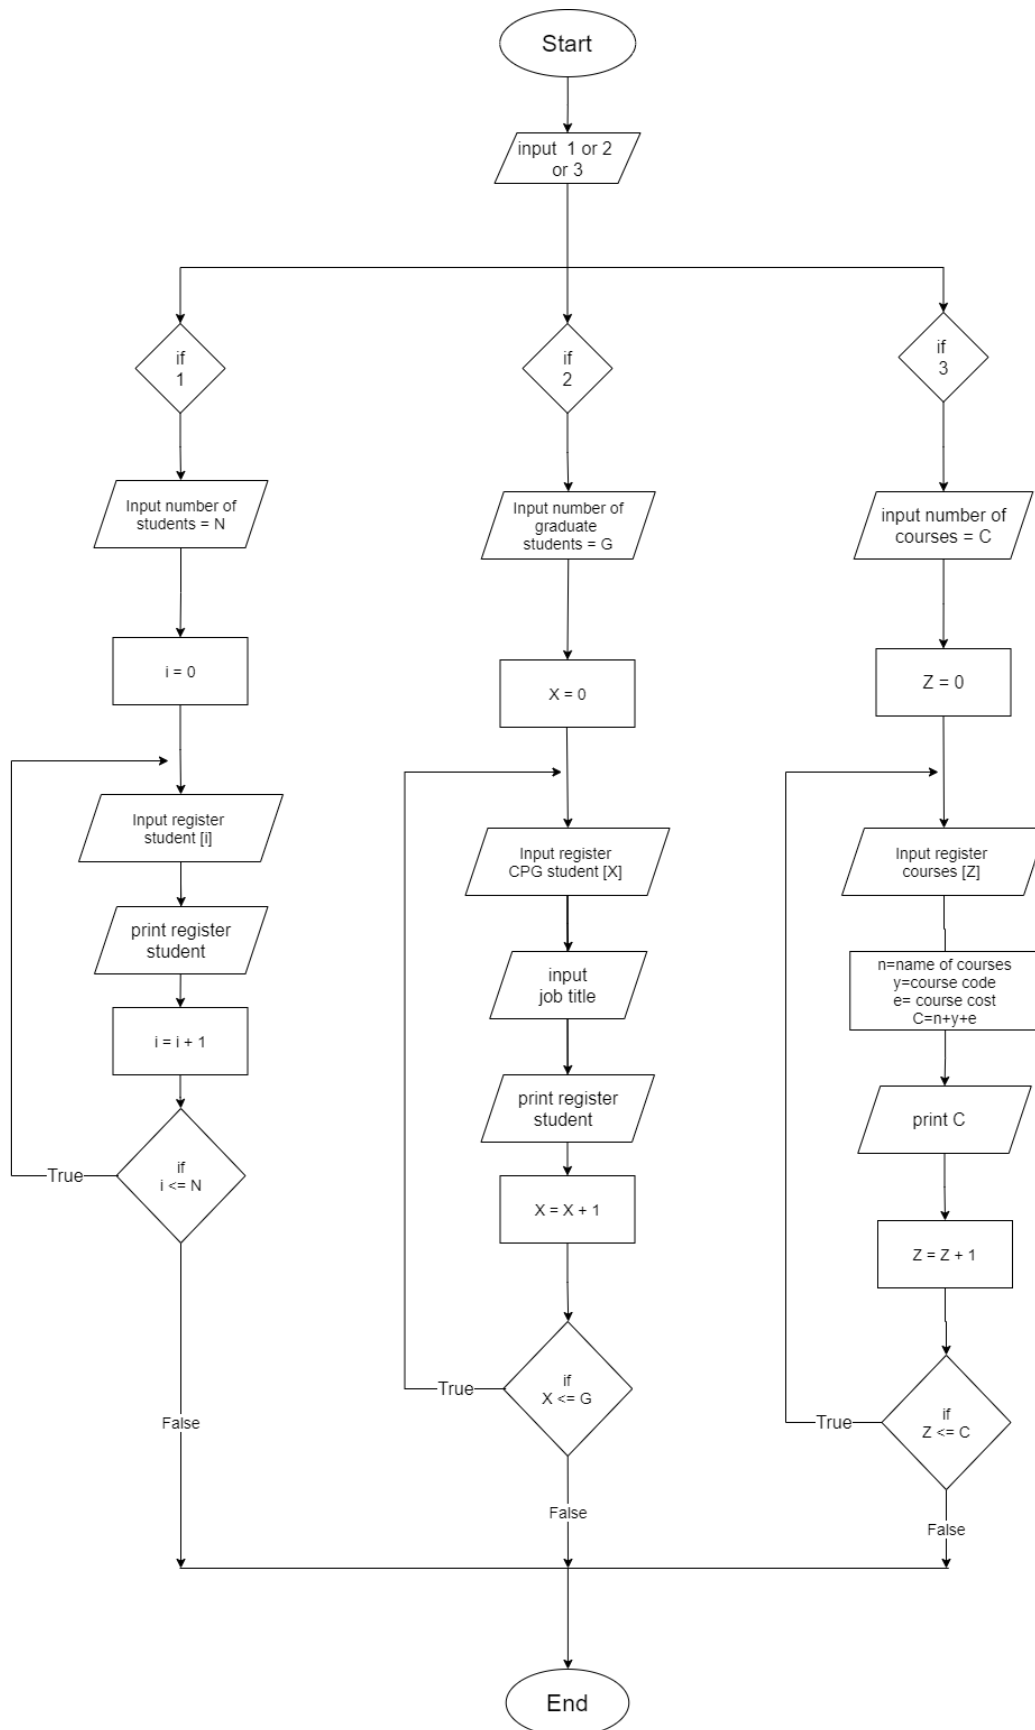 Start
input 1 or 2
or 3
if
1
Input number of
students = N
i = 0
Input register
student [i]
print register
student
i = i + 1
if
i <= N
True
False
if
2
Input number of
graduate
students = G
X = 0
Input register
CPG student [X]
input
job title
print register
student
X = X + 1
if
X <= G
True
False
if
3
input number of
courses = C
Z = 0
Input register
courses [Z]
n=name of courses
y=course code
e= course cost
C=n+y+e
print C
Z = Z + 1
if
Z <= C
True
False
End